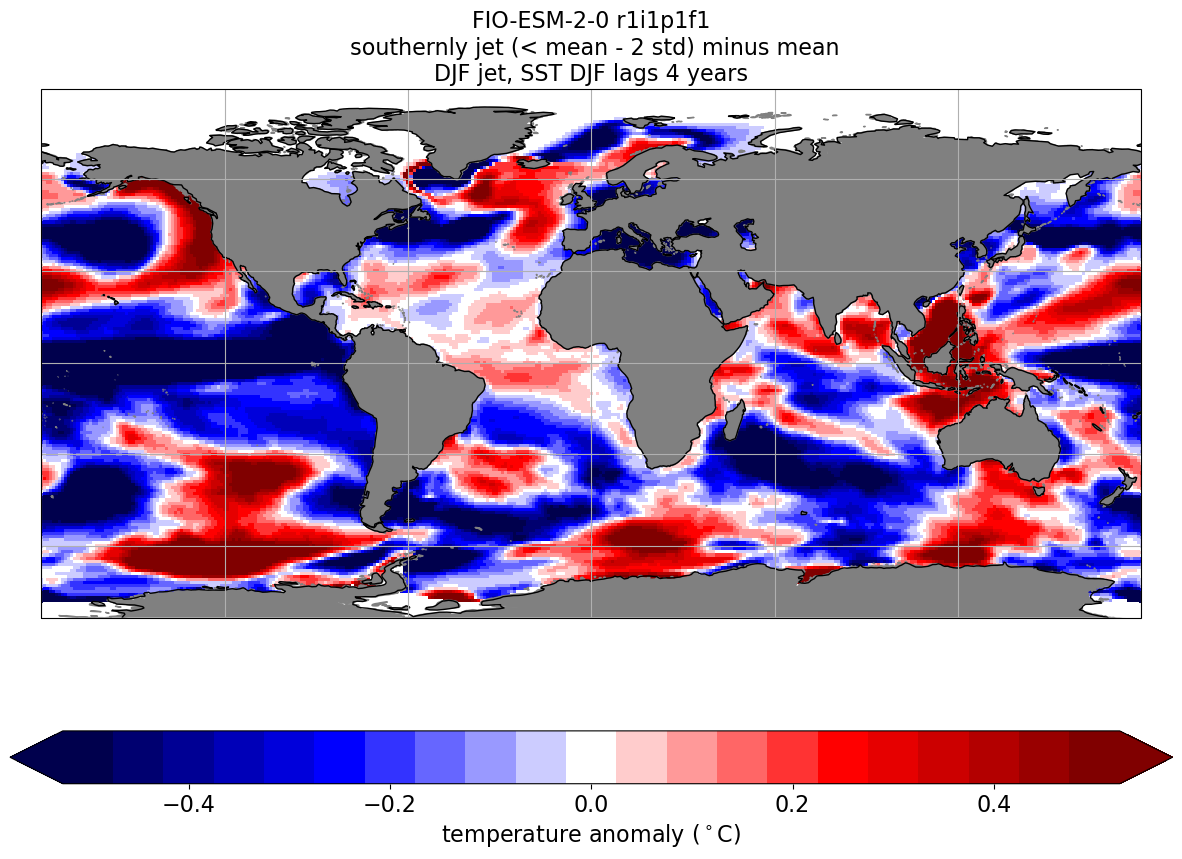 FIO-ESM-2-0 r1i1p1f1
southernly jet (< mean - 2 std) minus mean
DJF jet, SST DJF lags 4 years
−0.4 −0.2 0.0 0.2 0.4
temperature anomaly (∘C)